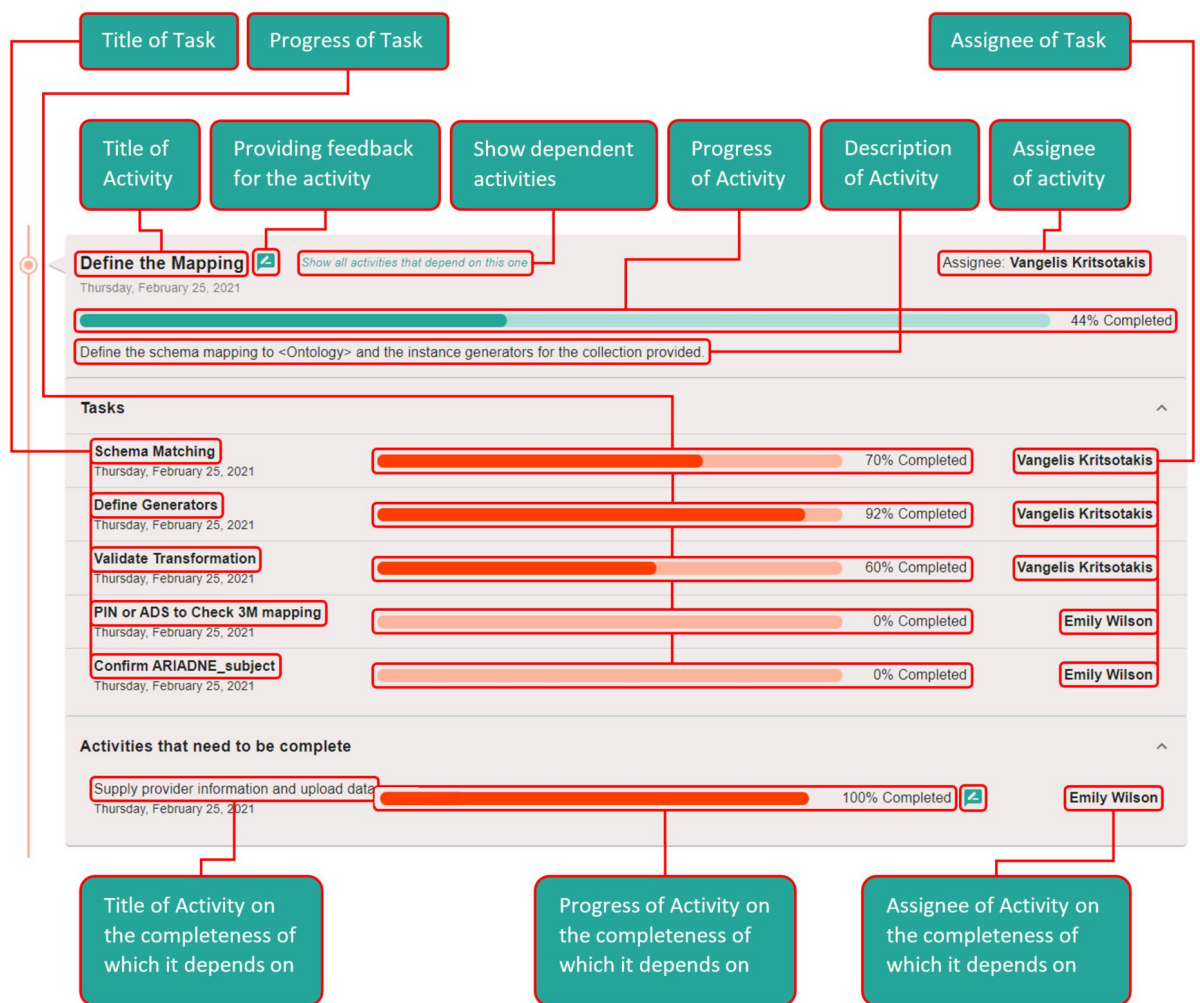 Title of Task
Progress of Task
Assignee of Task
Title of
Activity
Providing feedback
for the activity
Show dependent
activities
Progress
of Activity
Description
of Activity
Assignee
of activity
Define the Mapping
Show all activities that depend on this one
Assignee: Vangelis Kritsotakis
Thursday, February 25, 2021
44% Completed
Define the schema mapping to <Ontology> and the instance generators for the collection provided.
Tasks
Schema Matching
Thursday, February 25, 2021
70% Completed
Vangelis Kritsotakis
Define Generators
Thursday, February 25, 2021
92% Completed
Vangelis Kritsotakis
Validate Transformation
Thursday, February 25, 2021
60% Completed
Vangelis Kritsotakis
PIN or ADS to Check 3M mapping
Thursday, February 25, 2021
0% Completed
Emily Wilson
Confirm ARIADNE_subject
Thursday, February 25, 2021
0% Completed
Emily Wilson
Activities that need to be complete
Supply provider information and upload data
Thursday, February 25, 2021
100% Completed
Emily Wilson
Title of Activity on
the completeness of
which it depends on
Progress of Activity on
the completeness of
which it depends on
Assignee of Activity on
the completeness of
which it depends on